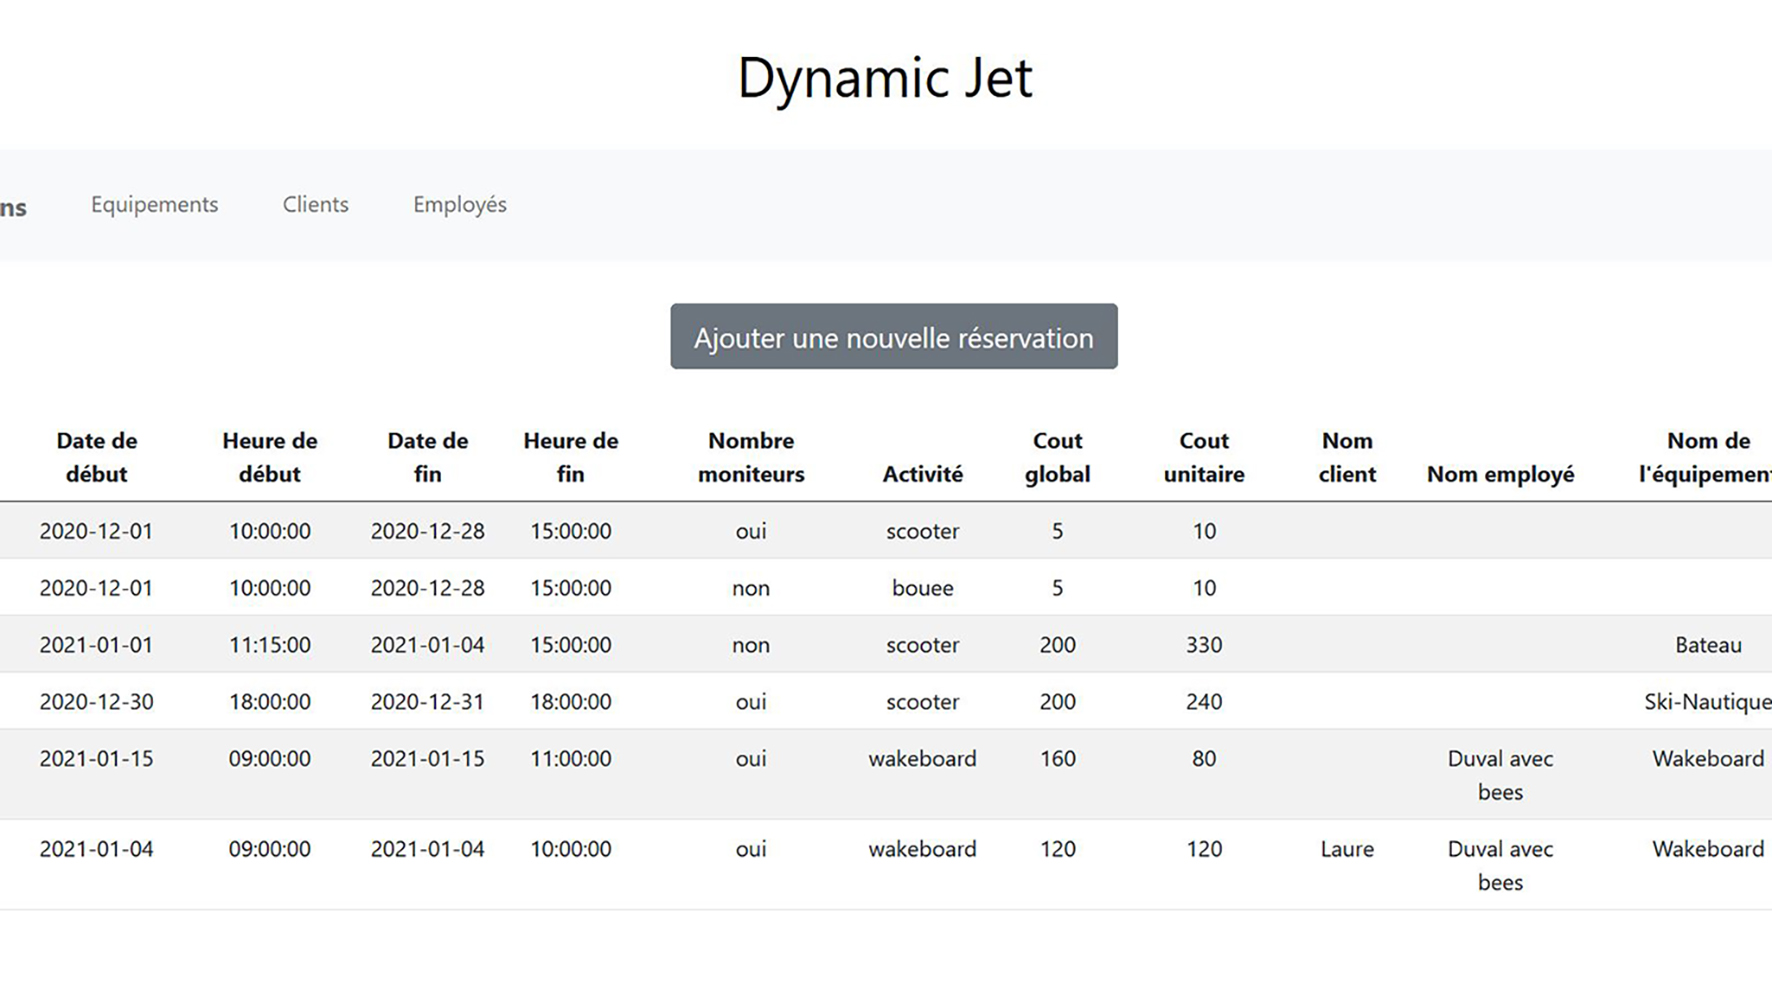 Dynamic Jet
ns Equipements Clients Employés
Ajouter une nouvelle réservation
Date de début Heure de début Date de fin Heure de fin Nombre moniteurs Activité Cout global Cout unitaire Nom client Nom employé Nom de l'équipement
2020-12-01 10:00:00 2020-12-28 15:00:00 oui scooter 5 10
2020-12-01 10:00:00 2020-12-28 15:00:00 non bouee 5 10
2021-01-01 11:15:00 2021-01-04 15:00:00 non scooter 200 330 Bateau
2020-12-30 18:00:00 2020-12-31 18:00:00 oui scooter 200 240 Ski-Nautique
2021-01-15 09:00:00 2021-01-15 11:00:00 oui wakeboard 160 80 Duval avec bees Wakeboard
2021-01-04 09:00:00 2021-01-04 10:00:00 oui wakeboard 120 120 Laure Duval avec bees Wakeboard